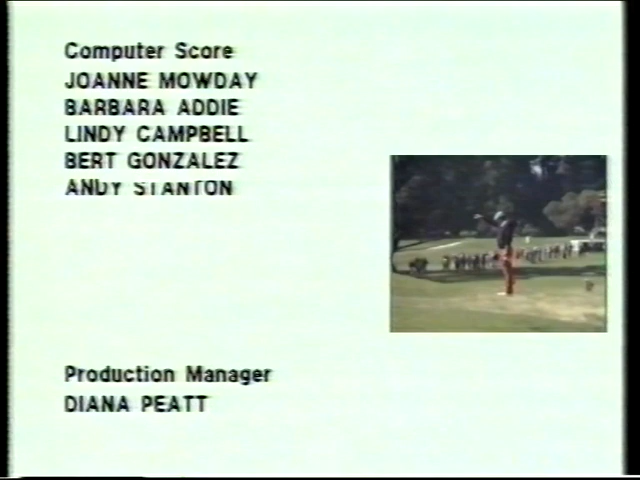 Computer Score
JOANNE MOWDAY
BARBARA ADDIE
LINDY CAMPBELL
BERT GONZALEZ
ANDY STANTON
Production Manager
DIANA PEATT